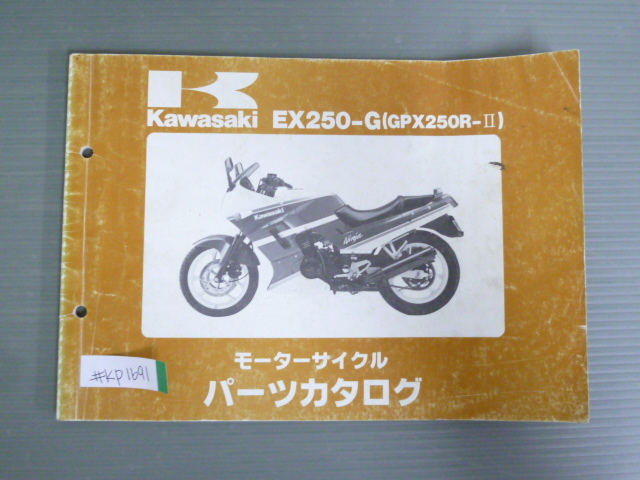 Kawasaki EX250-G(GPX250R-Ⅱ)
Kawasaki
Ninja
モーターサイクル
パーツカタログ
#KP1691